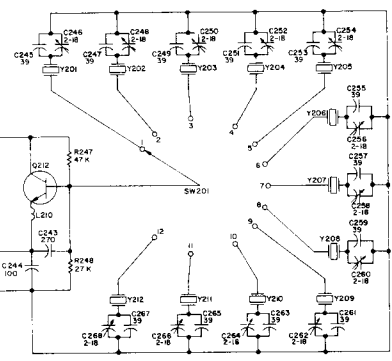 C246
2-18
C248
2-18
C250
2-18
C252
2-18
C254
2-18
C245
39
C247
39
C249
39
C251
39
C253
39
Y201
Y202
Y203
Y204
Y205
C255
39
Y206
C256
2-18
C257
39
Y207
C258
2-18
C259
39
Y208
C260
2-18
1
2
3
4
5
6
7
8
9
10
11
12
SW201
Q212
R247
47 K
L210
C243
270
C244
100
R248
27 K
Y212
Y211
Y210
Y209
C267
39
C265
39
C263
39
C261
39
C268
2-18
C266
2-18
C264
2-18
C262
2-18